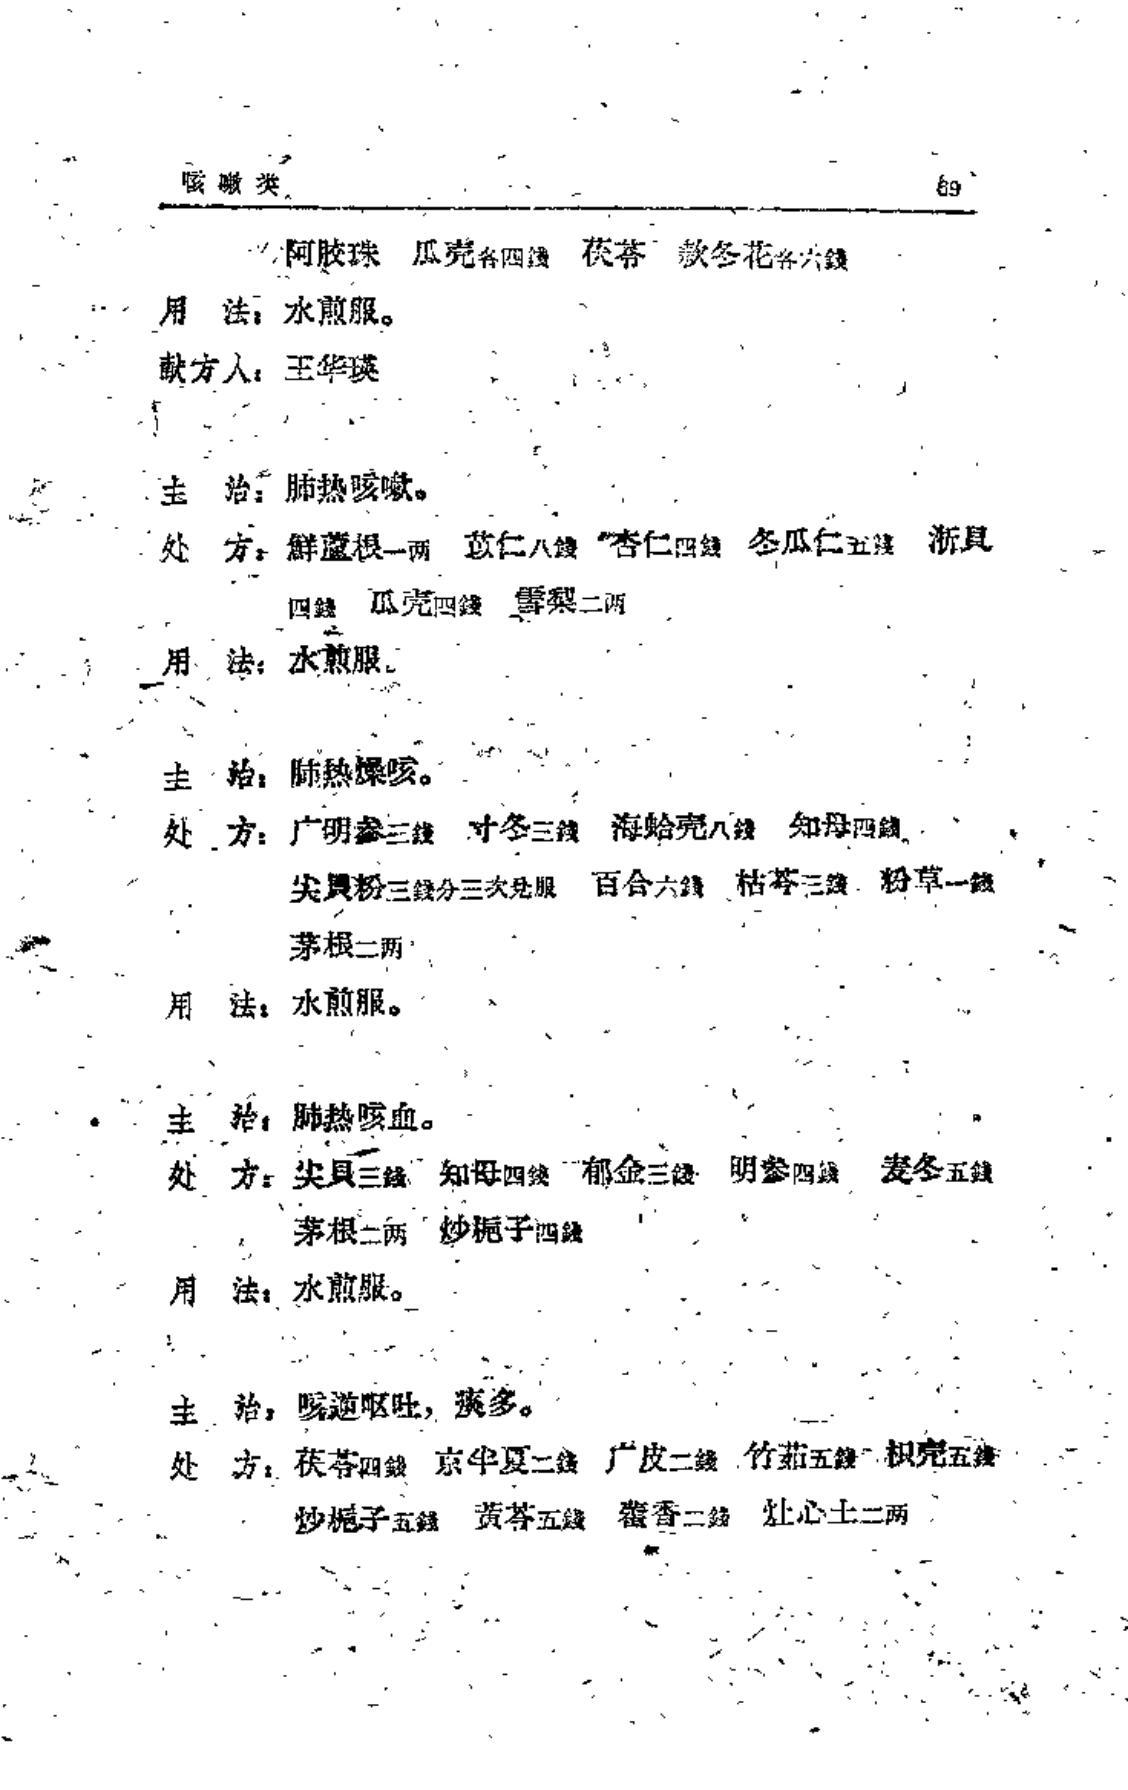 咳嗽类 69
阿胶珠 瓜壳各四錢 茯苓 款冬花各六錢
用 法：水煎服。
献方人：王华瑛
主 治：肺热咳嗽。
处 方：鮮蘆根一两 苡仁八錢 杏仁四錢 冬瓜仁五錢 浙貝
四錢 瓜壳四錢 雪梨二两
用 法：水煎服。
主 治：肺热燥咳。
处 方：广明参三錢 寸冬三錢 海蛤壳八錢 知母四錢
尖貝粉三錢分三次兑服 百合六錢 枯芩三錢 粉草一錢
茅根二两
用 法：水煎服。
主 治：肺热咳血。
处 方：尖貝三錢 知母四錢 郁金三錢 明参四錢 麦冬五錢
茅根二两 炒梔子四錢
用 法：水煎服。
主 治：咳逆呕吐，痰多。
处 方：茯苓四錢 京半夏二錢 广皮二錢 竹茹五錢 枳壳五錢
炒梔子五錢 黄芩五錢 藿香二錢 灶心土二两